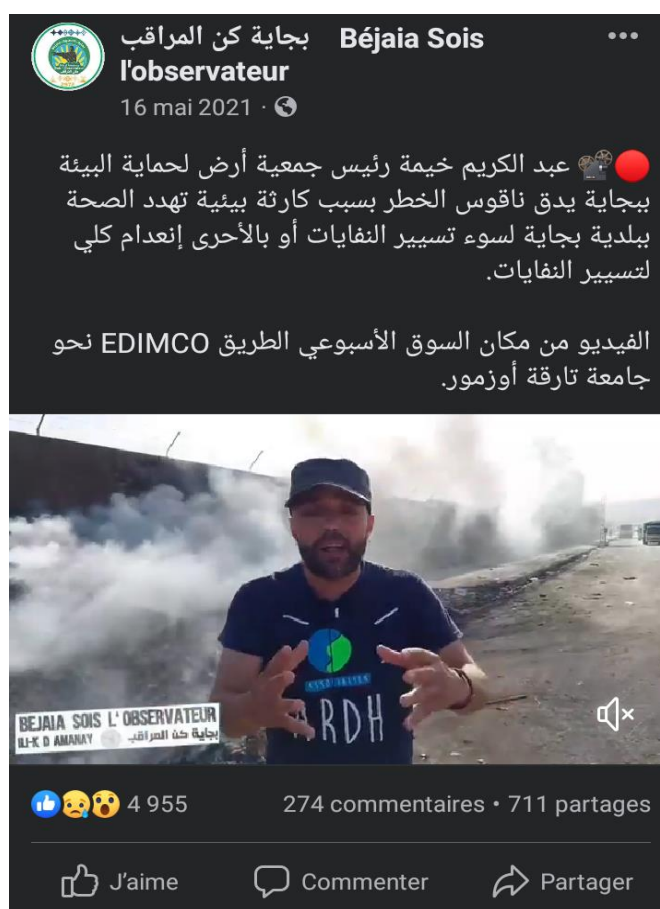 بجاية كن المراقب Béjaia Sois
l'observateur
16 mai 2021
عبد الكريم خيمة رئيس جمعية أرض لحماية البيئة
ببجاية يدق ناقوس الخطر بسبب كارثة بيئية تهدد الصحة
ببلدية بجاية لسوء تسيير النفايات أو بالأحرى إنعدام كلي
لتسيير النفايات.
الفيديو من مكان السوق الأسبوعي الطريق EDIMCO نحو
جامعة تارقة أوزمور.
ARDH
BEJAIA SOIS L'OBSERVATEUR
ILI-K D AMANAY بجاية كن المراقب
4 955
274 commentaires • 711 partages
J'aime
Commenter
Partager